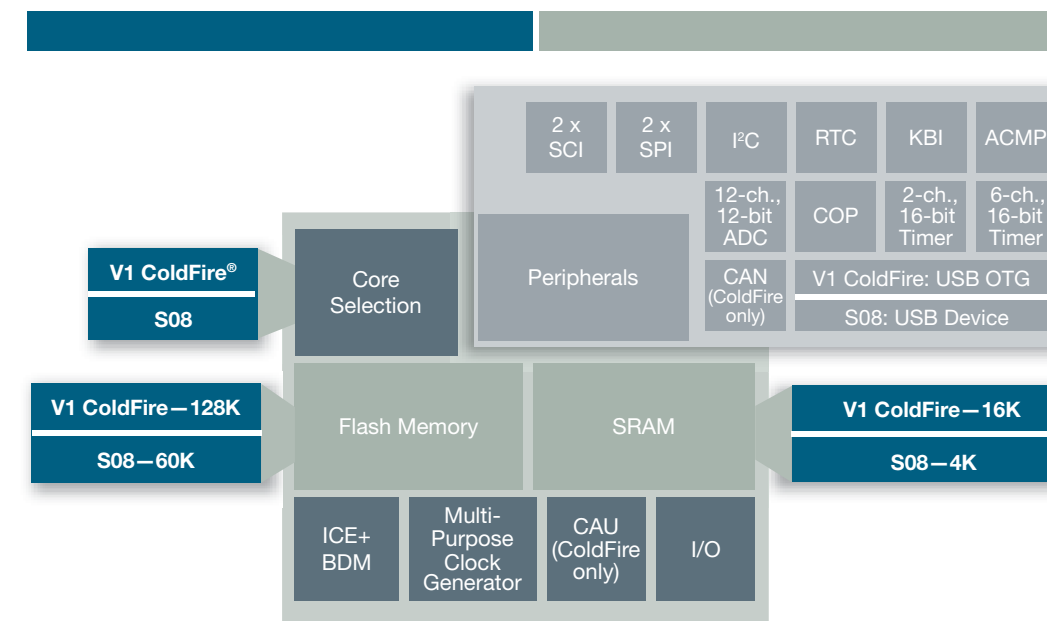 2 x
SCI
2 x
SPI
I²C
RTC
KBI
ACMP
12-ch.,
12-bit
ADC
COP
2-ch.,
16-bit
Timer
6-ch.,
16-bit
Timer
Peripherals
CAN
(ColdFire
only)
V1 ColdFire: USB OTG
S08: USB Device
Core
Selection
V1 ColdFire®
S08
V1 ColdFire—128K
S08—60K
Flash Memory
SRAM
V1 ColdFire—16K
S08—4K
ICE+
BDM
Multi-
Purpose
Clock
Generator
CAU
(ColdFire
only)
I/O